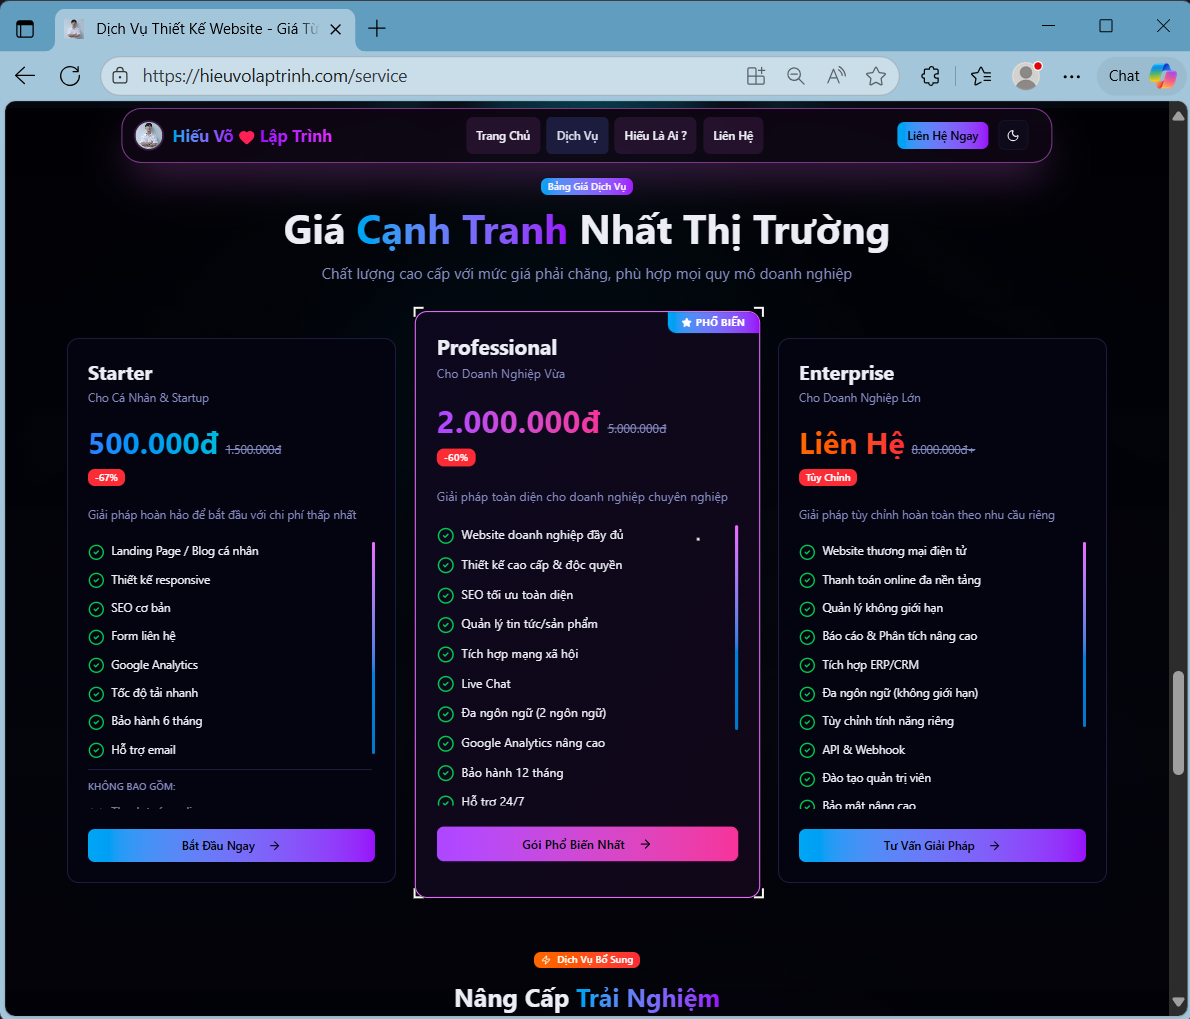 Dịch Vụ Thiết Kế Website - Giá Từ
https://hieuvolaptrinh.com/service
Chat
Hiếu Võ ❤ Lập Trình
Trang Chủ
Dịch Vụ
Hiếu Là Ai ?
Liên Hệ
Liên Hệ Ngay
Bảng Giá Dịch Vụ
Giá Cạnh Tranh Nhất Thị Trường
Chất lượng cao cấp với mức giá phải chăng, phù hợp mọi quy mô doanh nghiệp
Starter
Cho Cá Nhân & Startup
500.000đ 1.500.000đ
-67%
Giải pháp hoàn hảo để bắt đầu với chi phí thấp nhất
Landing Page / Blog cá nhân
Thiết kế responsive
SEO cơ bản
Form liên hệ
Google Analytics
Tốc độ tải nhanh
Bảo hành 6 tháng
Hỗ trợ email
KHÔNG BAO GỒM:
Bắt Đầu Ngay →
PHỔ BIẾN
Professional
Cho Doanh Nghiệp Vừa
2.000.000đ 5.000.000đ
-60%
Giải pháp toàn diện cho doanh nghiệp chuyên nghiệp
Website doanh nghiệp đầy đủ
Thiết kế cao cấp & độc quyền
SEO tối ưu toàn diện
Quản lý tin tức/sản phẩm
Tích hợp mạng xã hội
Live Chat
Đa ngôn ngữ (2 ngôn ngữ)
Google Analytics nâng cao
Bảo hành 12 tháng
Hỗ trợ 24/7
Gói Phổ Biến Nhất →
Enterprise
Cho Doanh Nghiệp Lớn
Liên Hệ 8.000.000đ+
Tùy Chỉnh
Giải pháp tùy chỉnh hoàn toàn theo nhu cầu riêng
Website thương mại điện tử
Thanh toán online đa nền tảng
Quản lý không giới hạn
Báo cáo & Phân tích nâng cao
Tích hợp ERP/CRM
Đa ngôn ngữ (không giới hạn)
Tùy chỉnh tính năng riêng
API & Webhook
Đào tạo quản trị viên
Bảo mật nâng cao
Tư Vấn Giải Pháp →
Dịch Vụ Bổ Sung
Nâng Cấp Trải Nghiệm